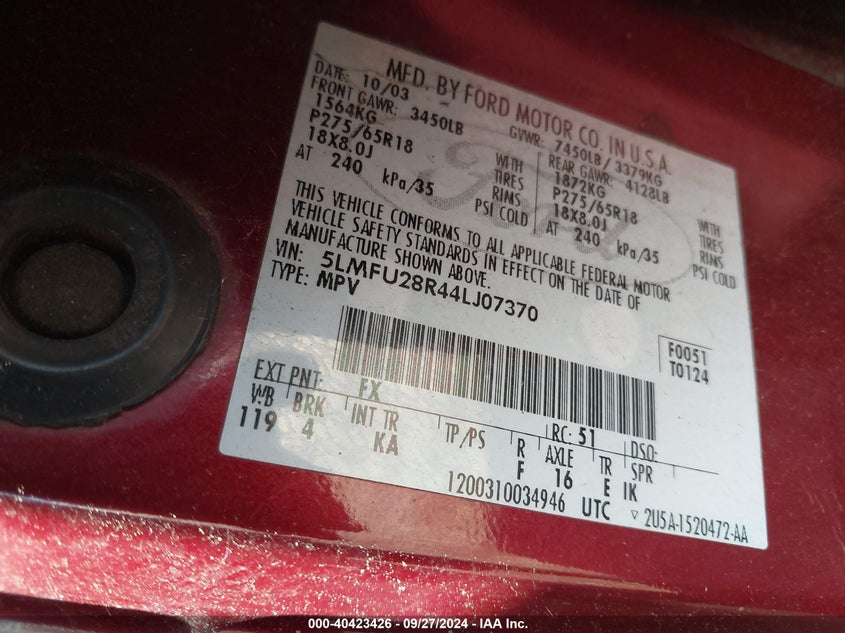 MFD. BY FORD MOTOR CO. IN U.S.A.
DATE: 10/03 GVWR: 7450LB/ 3379KG
FRONT GAWR: 3450LB REAR GAWR: 4128LB
1564KG WITH 1872KG WITH
P275/65R18 TIRES P275/65R18 TIRES
18X8.0J RIMS 18X8.0J RIMS
AT 240 kPa/35 PSI COLD AT 240 kPa/35 PSI COLD
THIS VEHICLE CONFORMS TO ALL APPLICABLE FEDERAL MOTOR
VEHICLE SAFETY STANDARDS IN EFFECT ON THE DATE OF
MANUFACTURE SHOWN ABOVE.
VIN: 5LMFU28R44LJ07370
TYPE: MPV
F0051
T0124
EXT PNT: FX RC: 51 DSO:
WB BRK INT TR TP/PS R AXLE TR SPR
119 4 KA F 16 E IK
1200310034946 UTC ▽ 2U5A-1520472-AA
Ford
000-40423426 - 09/27/2024 - IAA Inc.